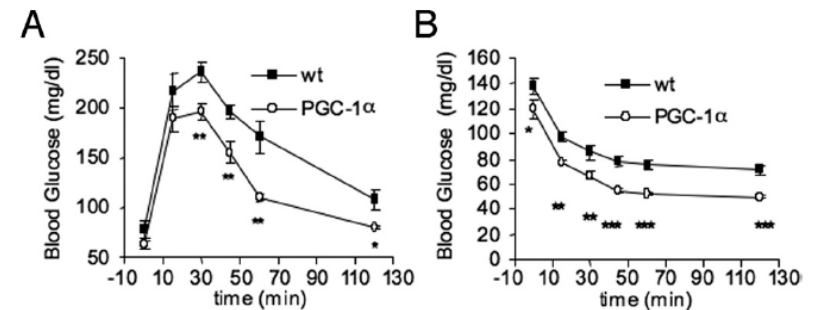 A
Blood Glucose (mg/dl)
250
200
150
100
50
wt
PGC-1α
**
**
**
*
-10 10 30 50 70 90 110 130
time (min)
B
Blood Glucose (mg/dl)
160
140
120
100
80
60
40
20
0
wt
PGC-1α
*
**
**
***
***
***
-10 10 30 50 70 90 110 130
time (min)